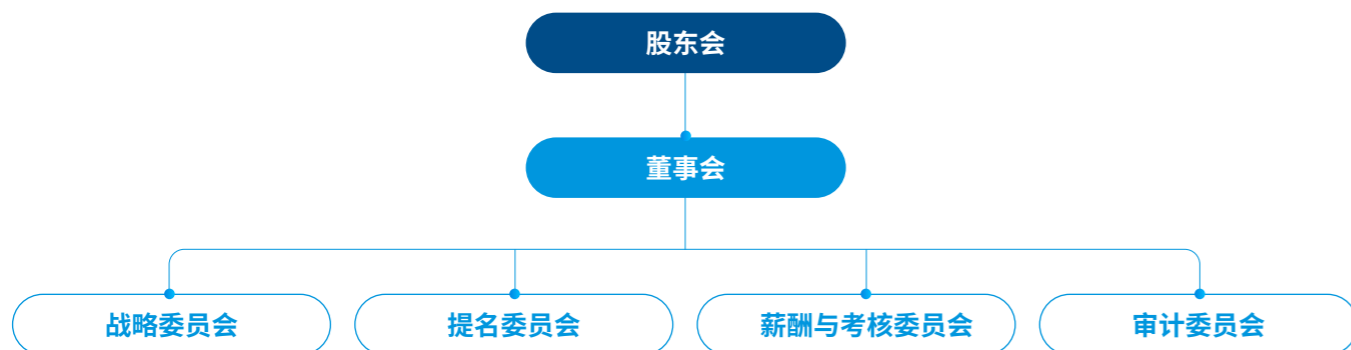 股东会
董事会
战略委员会
提名委员会
薪酬与考核委员会
审计委员会